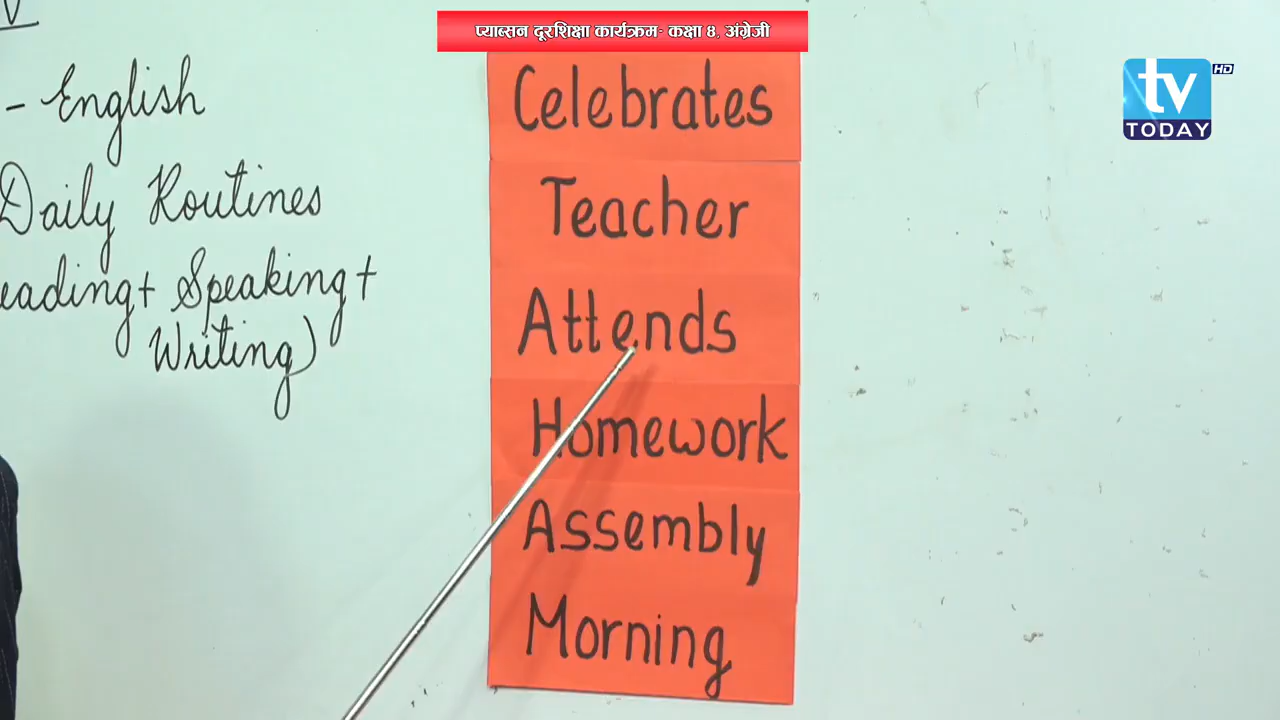 प्याब्सन दूरशिक्षा कार्यक्रम- कक्षा ४, अंग्रेजी
tv HD
TODAY
- English
Daily Routines
eading + Speaking +
Writing)
Celebrates
Teacher
Attends
Homework
Assembly
Morning